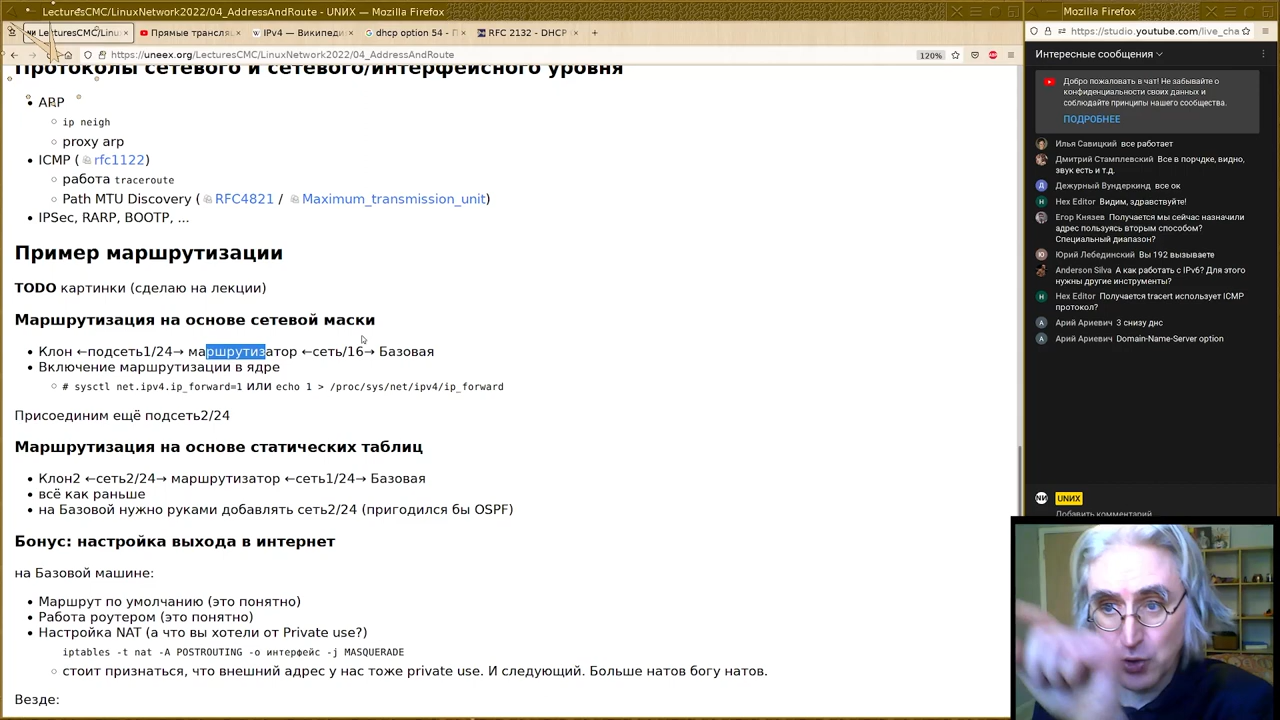 LecturesCMC/LinuxNetwork2022/04_AddressAndRoute - UNИX — Mozilla Firefox
Mozilla Firefox
LecturesCMC/Linu
Прямые трансляц
IPv4 — Википедия
dhcp option 54 - П
RFC 2132 - DHCP
https://uneex.org/LecturesCMC/LinuxNetwork2022/04_AddressAndRoute
120%
https://studio.youtube.com/live_cha
Протоколы сетевого и сетевого/интерфейсного уровня
ARP
ip neigh
proxy arp
ICMP ( rfc1122)
работа traceroute
Path MTU Discovery ( RFC4821 / Maximum_transmission_unit)
IPSec, RARP, BOOTP, ...
Пример маршрутизации
TODO картинки (сделаю на лекции)
Маршрутизация на основе сетевой маски
Клон ←подсеть1/24→ маршрутизатор ←сеть/16→ Базовая
Включение маршрутизации в ядре
# sysctl net.ipv4.ip_forward=1 или echo 1 > /proc/sys/net/ipv4/ip_forward
Присоединим ещё подсеть2/24
Маршрутизация на основе статических таблиц
Клон2 ←сеть2/24→ маршрутизатор ←сеть1/24→ Базовая
всё как раньше
на Базовой нужно руками добавлять сеть2/24 (пригодился бы OSPF)
Бонус: настройка выхода в интернет
на Базовой машине:
Маршрут по умолчанию (это понятно)
Работа роутером (это понятно)
Настройка NAT (а что вы хотели от Private use?)
iptables -t nat -A POSTROUTING -o интерфейс -j MASQUERADE
стоит признаться, что внешний адрес у нас тоже private use. И следующий. Больше натов богу натов.
Везде:
Интересные сообщения
Добро пожаловать в чат! Не забывайте о
конфиденциальности своих данных и
соблюдайте принципы нашего сообщества.
ПОДРОБНЕЕ
Илья Савицкий все работает
Дмитрий Стамплевский Все в порчдке, видно,
звук есть и т.д.
Дежурный Вундеркинд все ок
Hex Editor Видим, здравствуйте!
Егор Князев Получается мы сейчас назначили
адрес пользуясь вторым способом?
Специальный диапазон?
Юрий Лебединский Вы 192 вызываете
Anderson Silva А как работать с IPv6? Для этого
нужны другие инструменты?
Hex Editor Получается tracert использует ICMP
протокол?
Арий Ариевич 3 снизу днс
Арий Ариевич Domain-Name-Server option
UNИX
Добавить комментарий